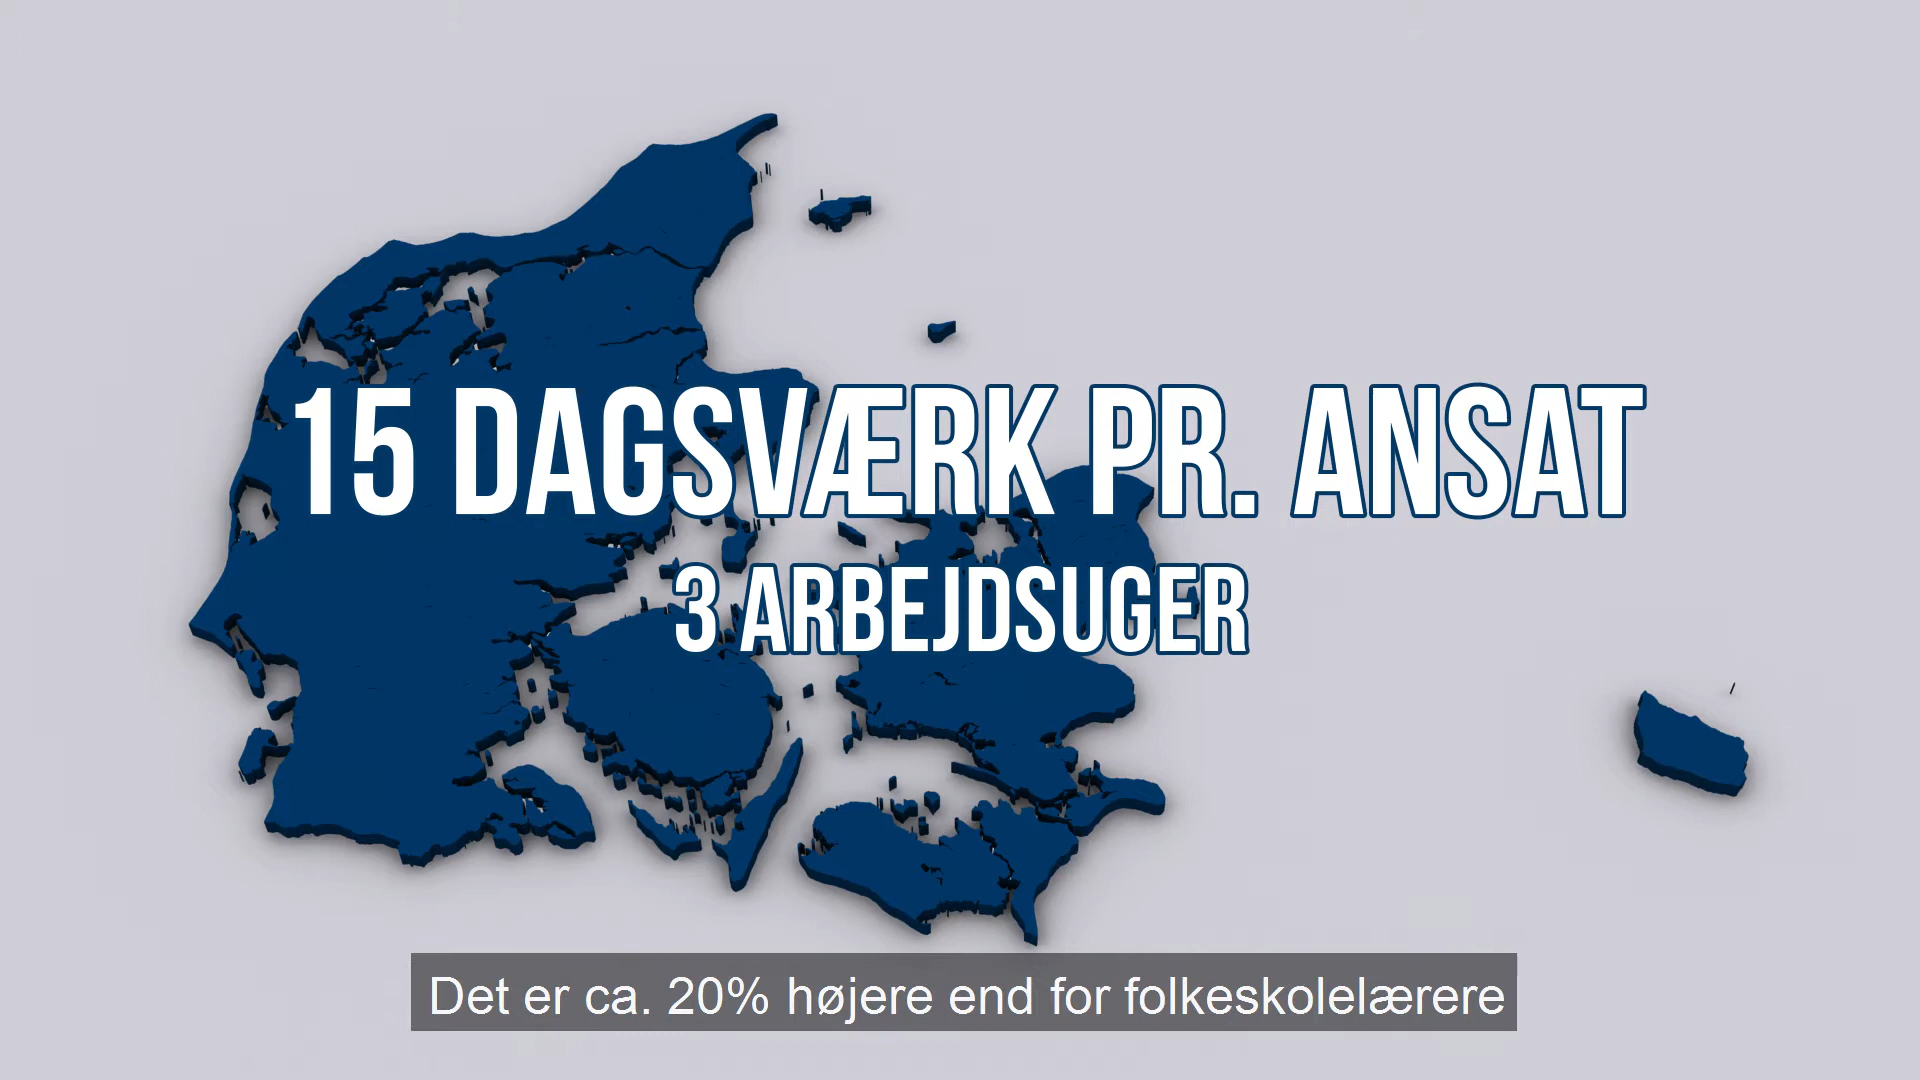 15 DAGSVÆRK PR. ANSAT
3 ARBEJDSUGER
Det er ca. 20% højere end for folkeskolelærere